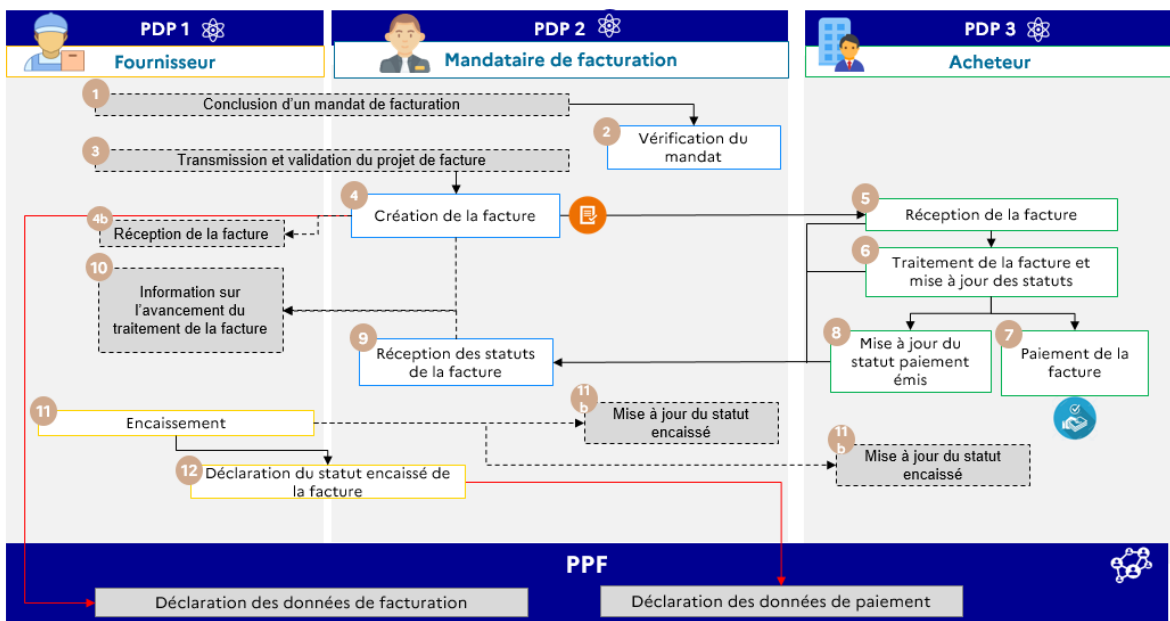 PDP 1
Fournisseur
PDP 2
Mandataire de facturation
PDP 3
Acheteur
1
Conclusion d'un mandat de facturation
2
Vérification du
mandat
3
Transmission et validation du projet de facture
4
Création de la facture
5
Réception de la facture
4b
Réception de la facture
6
Traitement de la facture et
mise à jour des statuts
10
Information sur
l'avancement du
traitement de la facture
9
Réception des statuts
de la facture
8
Mise à jour du
statut paiement
émis
7
Paiement de la
facture
11
Encaissement
11
b
Mise à jour du statut
encaissé
11
b
Mise à jour du statut
encaissé
12
Déclaration du statut encaissé de
la facture
PPF
Déclaration des données de facturation
Déclaration des données de paiement